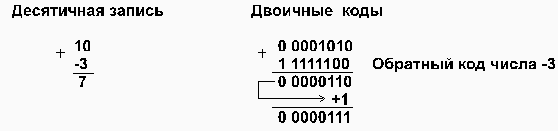 Десятичная запись Двоичные коды
+ 10 + 0 0001010
-3 1 1111100 Обратный код числа -3
7 0 0000110
+1
0 0000111